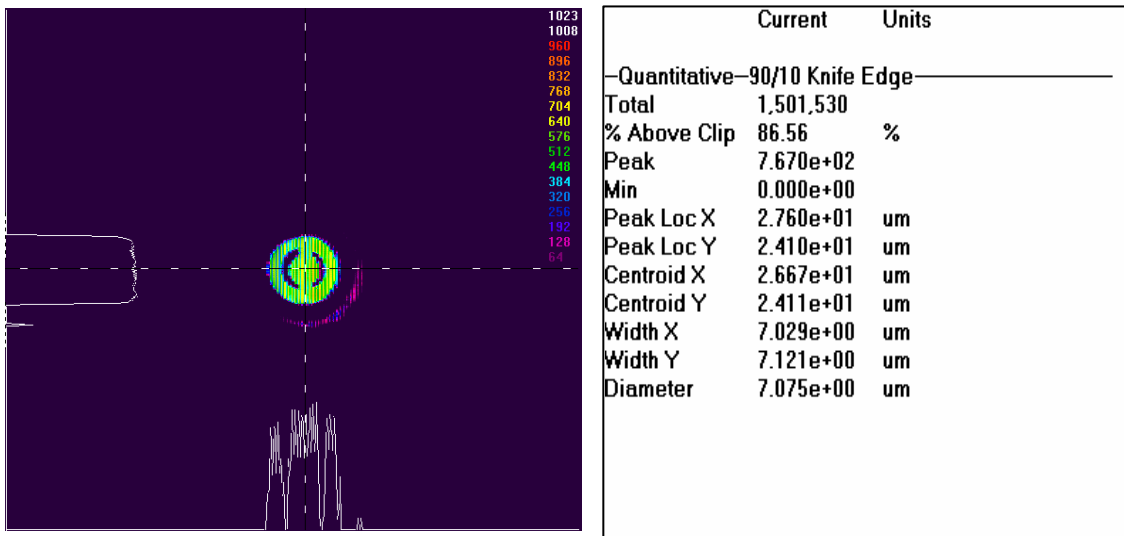 1023
1008
960
896
832
768
704
640
576
512
448
384
320
256
192
128
64
Current Units
Quantitative 90/10 Knife Edge
Total 1,501,530
% Above Clip 86.56 %
Peak 7.670e+02
Min 0.000e+00
Peak Loc X 2.760e+01 um
Peak Loc Y 2.410e+01 um
Centroid X 2.667e+01 um
Centroid Y 2.411e+01 um
Width X 7.029e+00 um
Width Y 7.121e+00 um
Diameter 7.075e+00 um